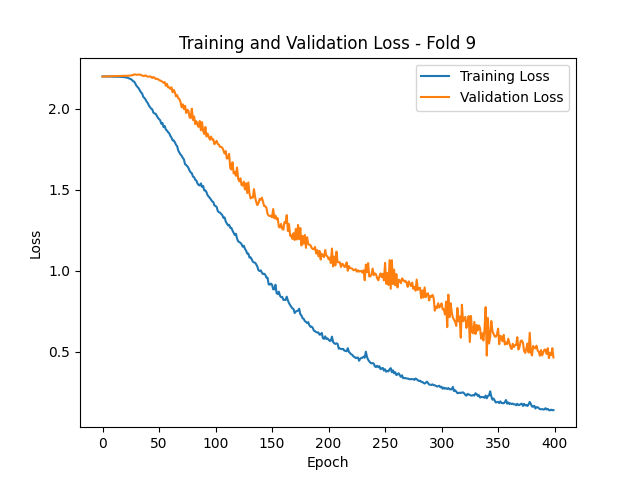 Training and Validation Loss - Fold 9
Training Loss
Validation Loss
2.0
1.5
1.0
0.5
Loss
0 50 100 150 200 250 300 350 400
Epoch